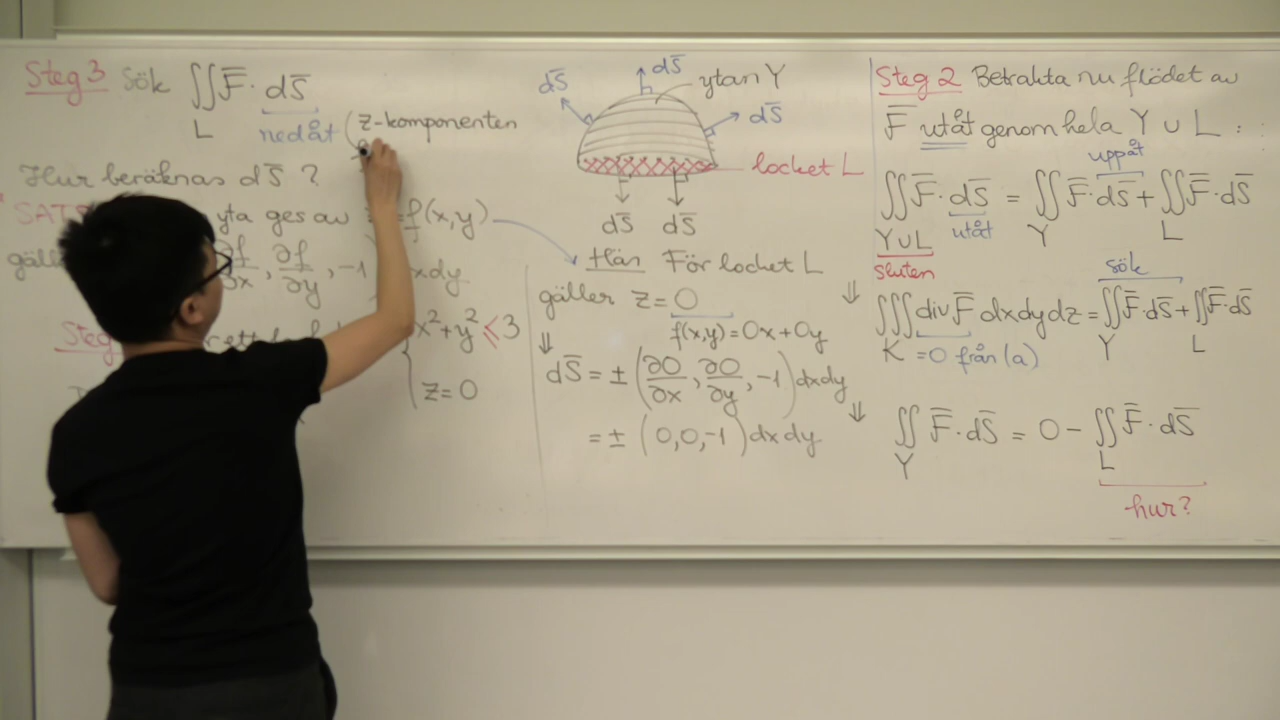 Steg 3 Sök ∬ F̄ · dS̄
L nedåt (z-komponenten
Hur beräknas dS̄ ?
yta ges av z = f(x,y)
∂f/∂x, ∂f/∂y, -1) dxdy
x² + y² ≤ 3
z = 0
dS̄
dS̄
dS̄
ytan Y
locket L
dS̄ dS̄
Här För locket L
gäller z = 0
f(x,y) = 0x + 0y
⇓
dS̄ = ± (∂0/∂x, ∂0/∂y, -1) dxdy
= ± (0,0,-1) dxdy
Steg 2 Betrakta nu flödet av
F̄ utåt genom hela Y ∪ L :
uppåt
∬ F̄ · dS̄ = ∬ F̄ · dS̄ + ∬ F̄ · dS̄
Y∪L utåt Y L
sluten
sök
⇓ ∭ div F̄ dxdydz = ∬ F̄ · dS̄ + ∬ F̄ · dS̄
K = 0 från (a) Y L
⇓ ∬ F̄ · dS̄ = 0 - ∬ F̄ · dS̄
Y L
hur?